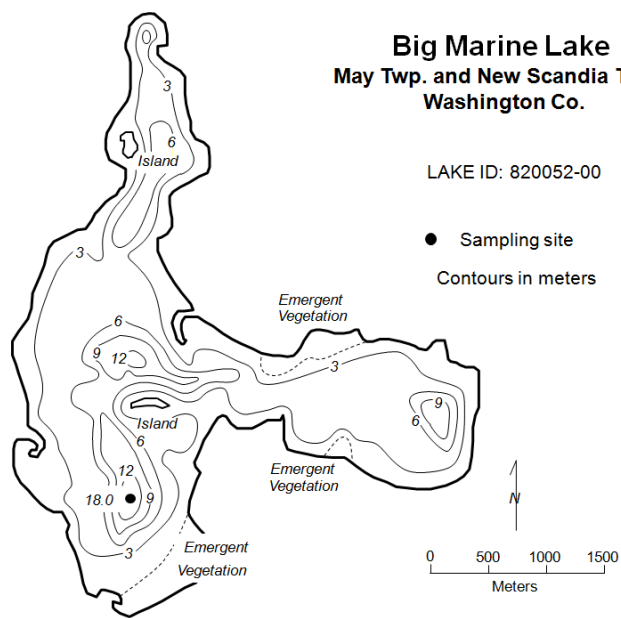 Big Marine Lake
May Twp. and New Scandia T
Washington Co.
LAKE ID: 820052-00
Sampling site
Contours in meters
3
6
Island
3
Emergent
Vegetation
6
9
12
3
9
6
Island
6
12
18.0
9
3
Emergent
Vegetation
Emergent
Vegetation
N
0 500 1000 1500
Meters